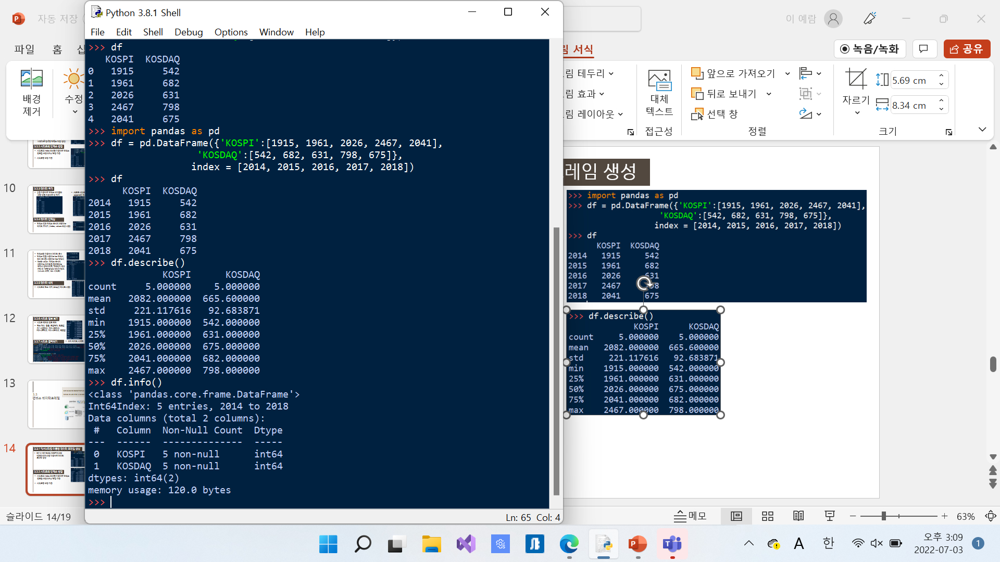 Python 3.8.1 Shell
File Edit Shell Debug Options Window Help
>>> df
   KOSPI  KOSDAQ
0   1915     542
1   1961     682
2   2026     631
3   2467     798
4   2041     675
>>> import pandas as pd
>>> df = pd.DataFrame({'KOSPI':[1915, 1961, 2026, 2467, 2041],
                   'KOSDAQ':[542, 682, 631, 798, 675]},
                  index = [2014, 2015, 2016, 2017, 2018])
>>> df
      KOSPI  KOSDAQ
2014   1915     542
2015   1961     682
2016   2026     631
2017   2467     798
2018   2041     675
>>> df.describe()
             KOSPI      KOSDAQ
count     5.000000    5.000000
mean   2082.000000  665.600000
std     221.117616   92.683871
min    1915.000000  542.000000
25%    1961.000000  631.000000
50%    2026.000000  675.000000
75%    2041.000000  682.000000
max    2467.000000  798.000000
>>> df.info()
<class 'pandas.core.frame.DataFrame'>
Int64Index: 5 entries, 2014 to 2018
Data columns (total 2 columns):
 #   Column  Non-Null Count  Dtype
---  ------  --------------  -----
 0   KOSPI   5 non-null      int64
 1   KOSDAQ  5 non-null      int64
dtypes: int64(2)
memory usage: 120.0 bytes
>>>
Ln: 65 Col: 4
자동 저장
이 예람
파일 홈
서식
녹음/녹화
공유
배경
제거
수정
테두리
효과
레이아웃
대체
텍스트
접근성
앞으로 가져오기
뒤로 보내기
선택 창
정렬
자르기
5.69 cm
8.34 cm
크기
10
11
12
13
14
레임 생성
>>> import pandas as pd
>>> df = pd.DataFrame({'KOSPI':[1915, 1961, 2026, 2467, 2041],
                   'KOSDAQ':[542, 682, 631, 798, 675]},
                  index = [2014, 2015, 2016, 2017, 2018])
>>> df
      KOSPI  KOSDAQ
2014   1915     542
2015   1961     682
2016   2026     631
2017   2467     98
2018   2041     675
>>> df.describe()
             KOSPI      KOSDAQ
count     5.000000    5.000000
mean   2082.000000  665.600000
std     221.117616   92.683871
min    1915.000000  542.000000
25%    1961.000000  631.000000
50%    2026.000000  675.000000
75%    2041.000000  682.000000
max    2467.000000  798.000000
슬라이드 14/19
메모
63%
A
한
오후 3:09
2022-07-03
1